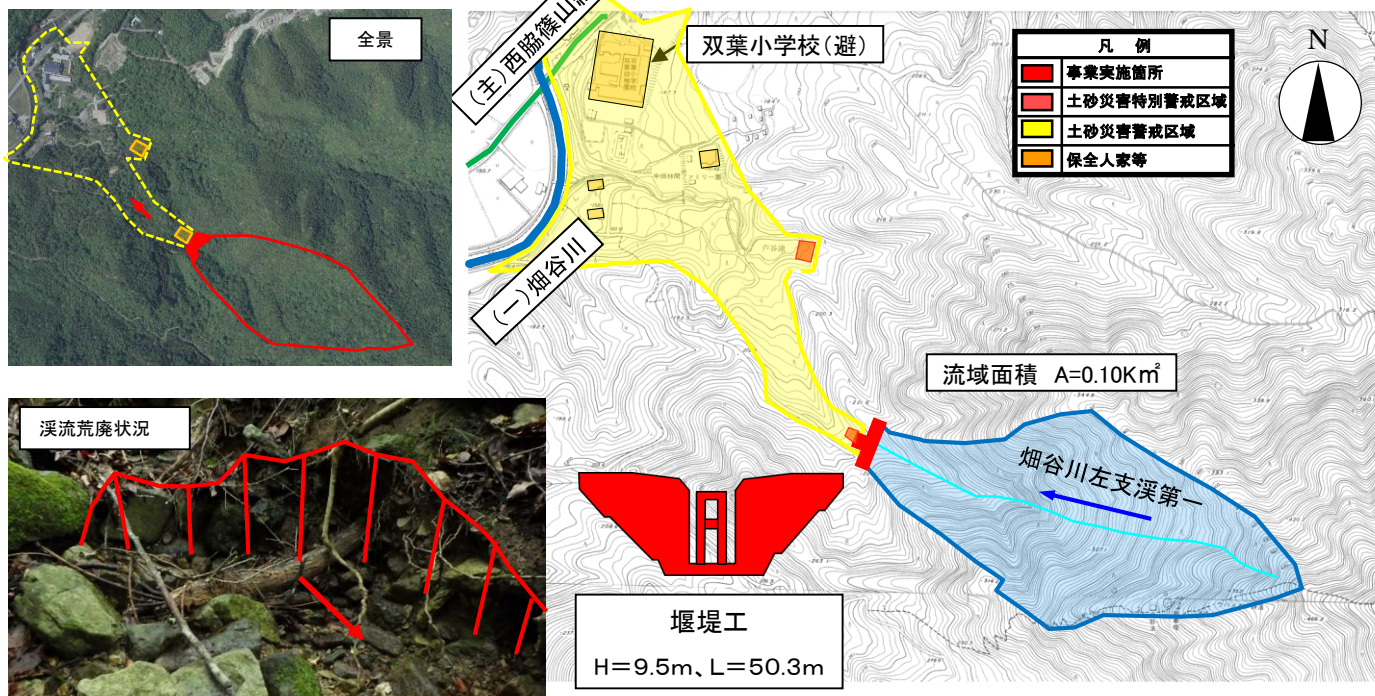 全景
渓流荒廃状況
(主)西脇篠山
双葉小学校(避)
(一)畑谷川
凡 例
事業実施箇所
土砂災害特別警戒区域
土砂災害警戒区域
保全人家等
N
流域面積 A=0.10Km²
畑谷川左支渓第一
堰堤工
H=9.5m、L=50.3m